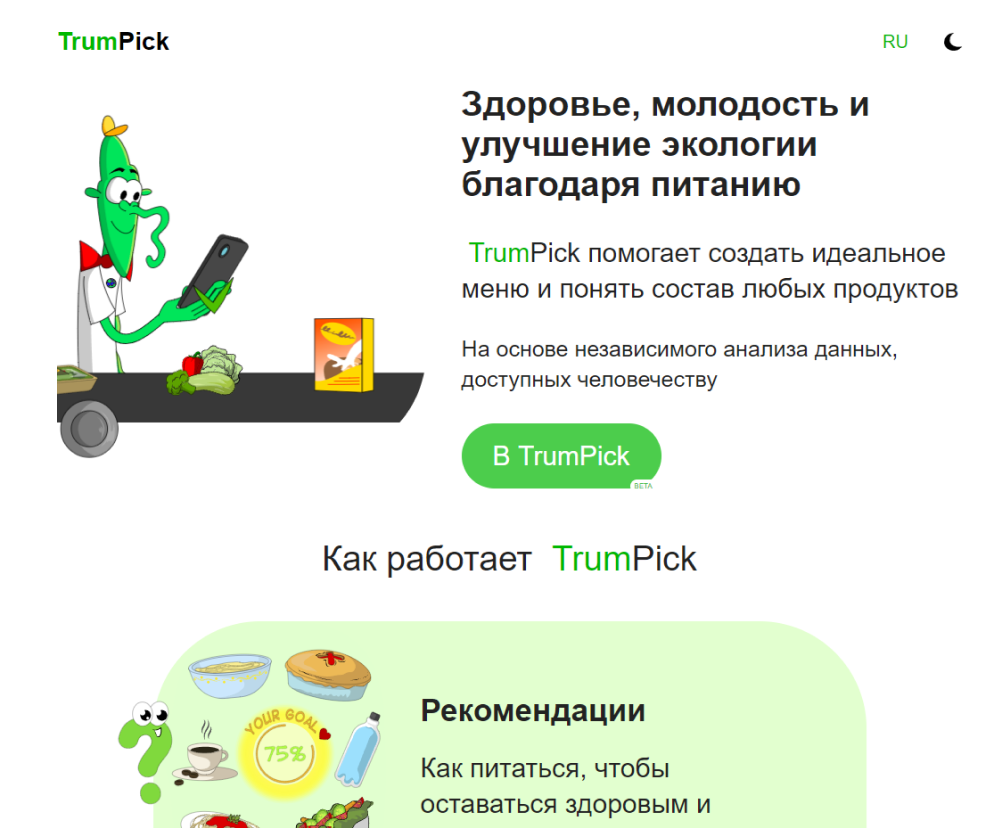 TrumPick
RU
Здоровье, молодость и
улучшение экологии
благодаря питанию
TrumPick помогает создать идеальное
меню и понять состав любых продуктов
На основе независимого анализа данных,
доступных человечеству
В TrumPick
BETA
Как работает TrumPick
YOUR GOAL
75%
Рекомендации
Как питаться, чтобы
оставаться здоровым и